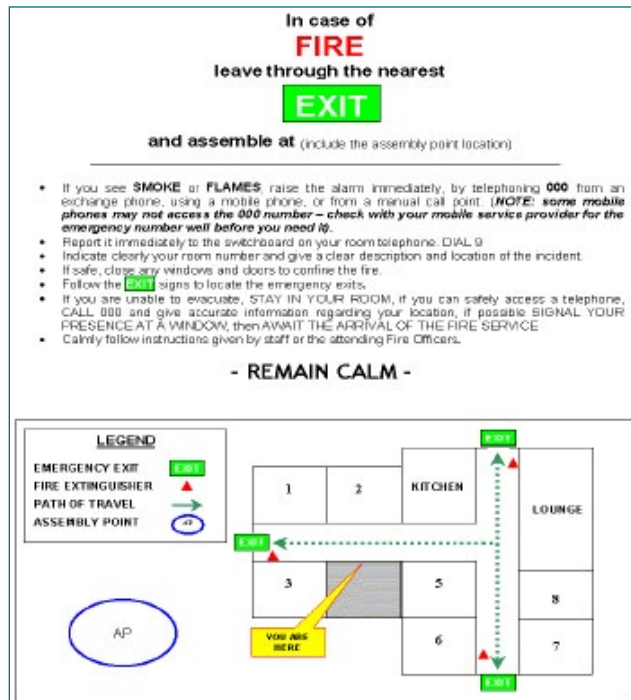 In case of
FIRE
leave through the nearest
EXIT
and assemble at (include the assembly point location)
• If you see SMOKE or FLAMES, raise the alarm immediately, by telephoning 000 from an
exchange phone, using a mobile phone, or from a manual call point. (NOTE: some mobile
phones may not access the 000 number – check with your mobile service provider for the
emergency number well before you need it).
• Report it immediately to the switchboard on your room telephone. DIAL 9
• Indicate clearly your room number and give a clear description and location of the incident.
• If safe, close any windows and doors to confine the fire.
• Follow the EXIT signs to locate the emergency exits.
• If you are unable to evacuate, STAY IN YOUR ROOM, if you can safely access a telephone,
CALL 000 and give accurate information regarding your location, if possible SIGNAL YOUR
PRESENCE AT A WINDOW, then AWAIT THE ARRIVAL OF THE FIRE SERVICE
• Calmly follow instructions given by staff or the attending Fire Officers.
- REMAIN CALM -
LEGEND
EMERGENCY EXIT EXIT
FIRE EXTINGUISHER
PATH OF TRAVEL
ASSEMBLY POINT AP
EXIT
1
2
KITCHEN
LOUNGE
EXIT
3
5
8
6
7
YOU ARE
HERE
AP
EXIT